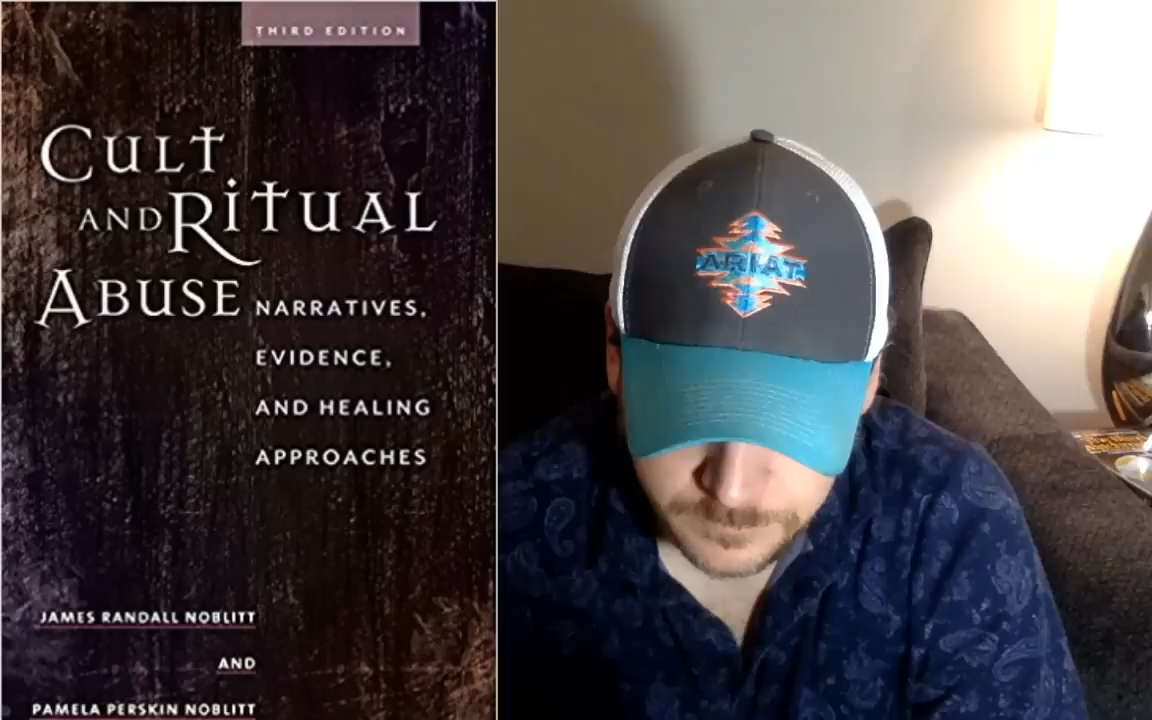 THIRD EDITION
CULT
AND RITUAL
ABUSE NARRATIVES,
EVIDENCE,
AND HEALING
APPROACHES
JAMES RANDALL NOBLITT
AND
PAMELA PERSKIN NOBLITT
ARIAT